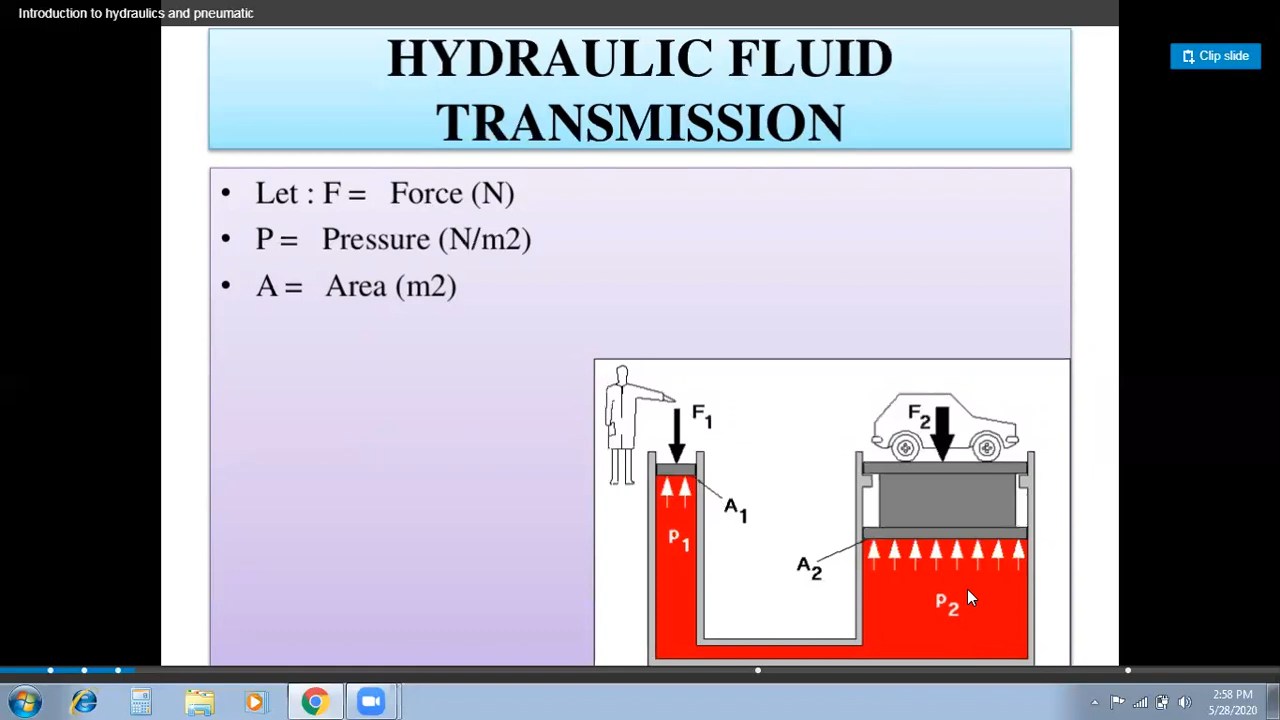 Introduction to hydraulics and pneumatic
Clip slide
HYDRAULIC FLUID
TRANSMISSION
• Let : F = Force (N)
• P = Pressure (N/m2)
• A = Area (m2)
F1
F2
A1
p1
A2
p2
2:58 PM
5/28/2020